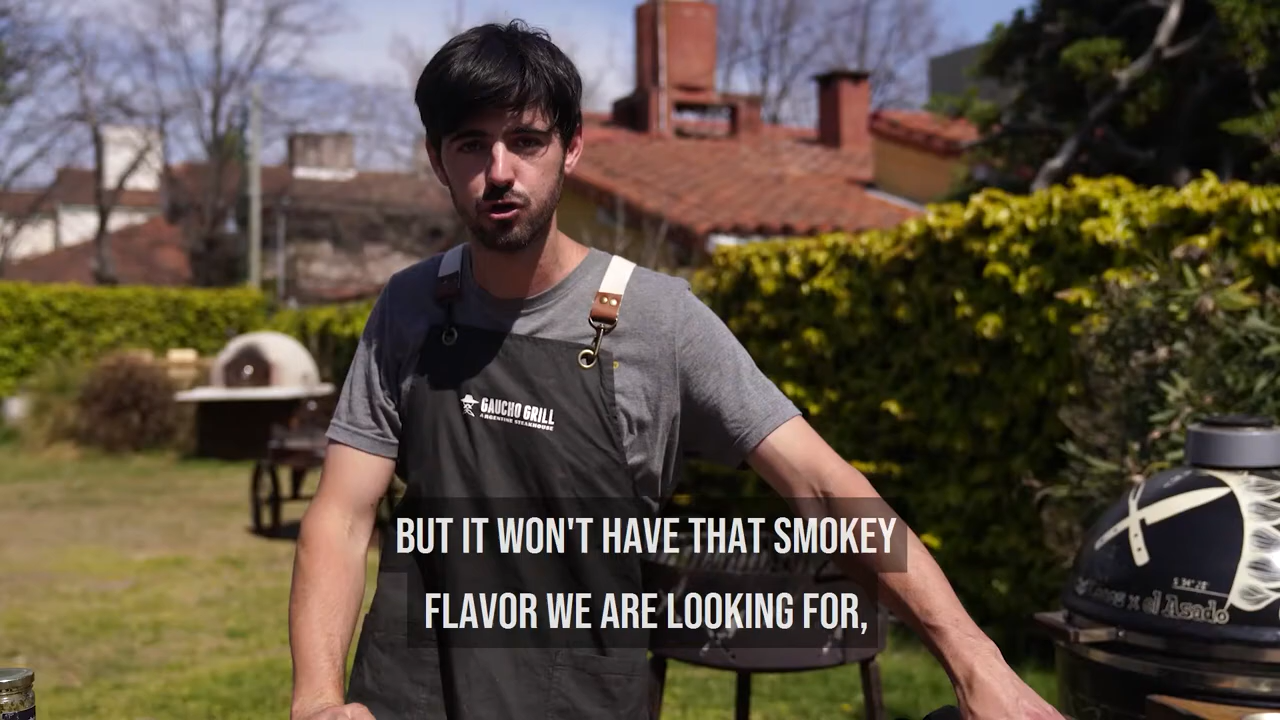 GAUCHO GRILL
ARGENTINE STEAKHOUSE
BUT IT WON'T HAVE THAT SMOKEY
FLAVOR WE ARE LOOKING FOR,
x el Asado